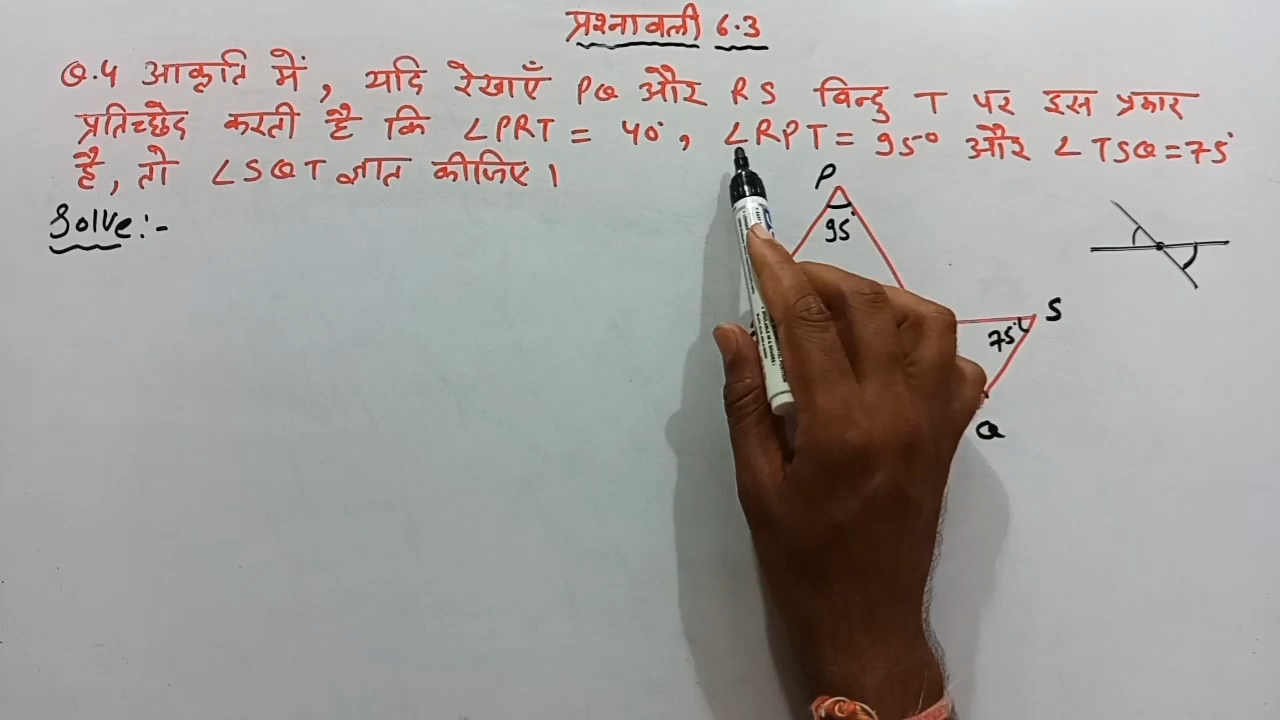 प्रश्नावली 6.3
Q.4 आकृति में, यदि रेखाएँ PQ और RS बिन्दु T पर इस प्रकार
प्रतिच्छेद करती है कि ∠PRT = 40°, ∠RPT = 95° और ∠TSQ = 75°
है, तो ∠SQT ज्ञात कीजिए।
Solve:-
P
95°
S
75°
Q